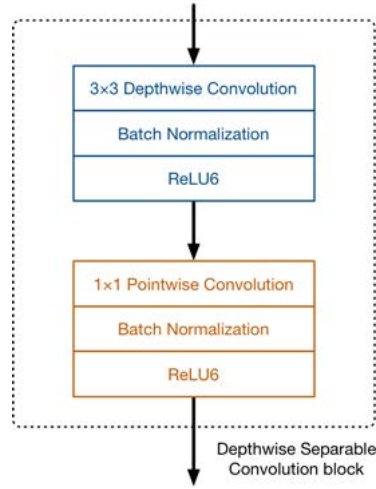 3×3 Depthwise Convolution
Batch Normalization
ReLU6
1×1 Pointwise Convolution
Batch Normalization
ReLU6
Depthwise Separable
Convolution block